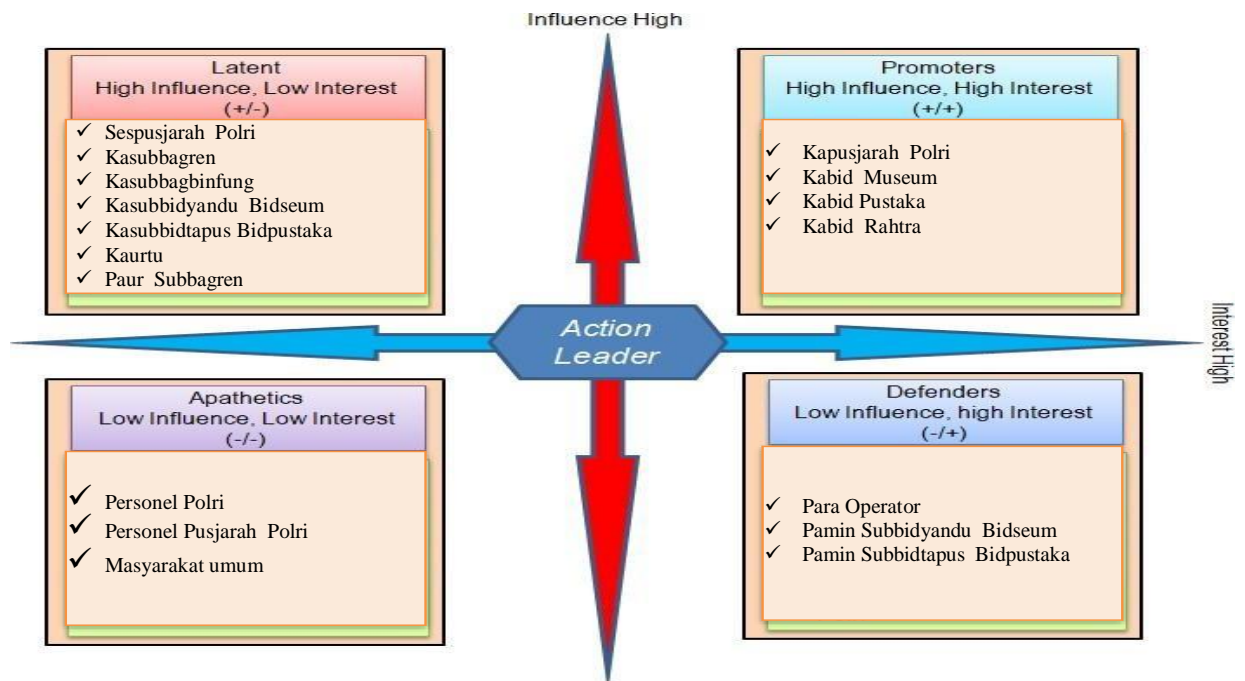 Influence High
Latent
High Influence, Low Interest
(+/-)
✓ Sespusjarah Polri
✓ Kasubbagren
✓ Kasubbagbinfung
✓ Kasubbidyandu Bidseum
✓ Kasubbidtapus Bidpustaka
✓ Kaurtu
✓ Paur Subbagren
Promoters
High Influence, High Interest
(+/+)
✓ Kapusjarah Polri
✓ Kabid Museum
✓ Kabid Pustaka
✓ Kabid Rahtra
Action
Leader
Interest High
Apathetics
Low Influence, Low Interest
(-/-)
✓ Personel Polri
✓ Personel Pusjarah Polri
✓ Masyarakat umum
Defenders
Low Influence, high Interest
(-/+)
✓ Para Operator
✓ Pamin Subbidyandu Bidseum
✓ Pamin Subbidtapus Bidpustaka